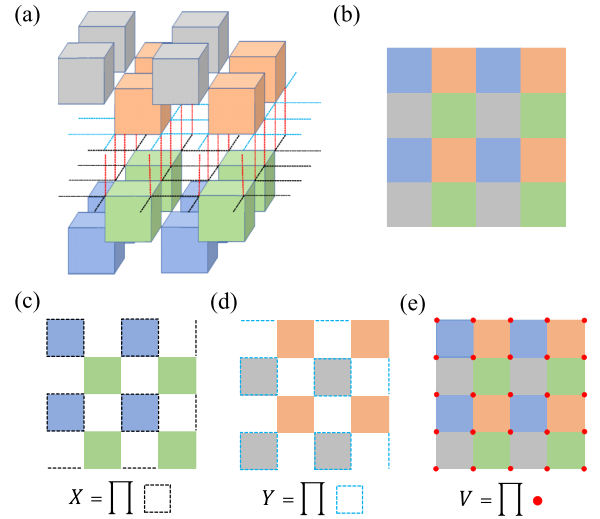 (a)
(b)
(c)
(d)
(e)
X = ∏
Y = ∏
V = ∏